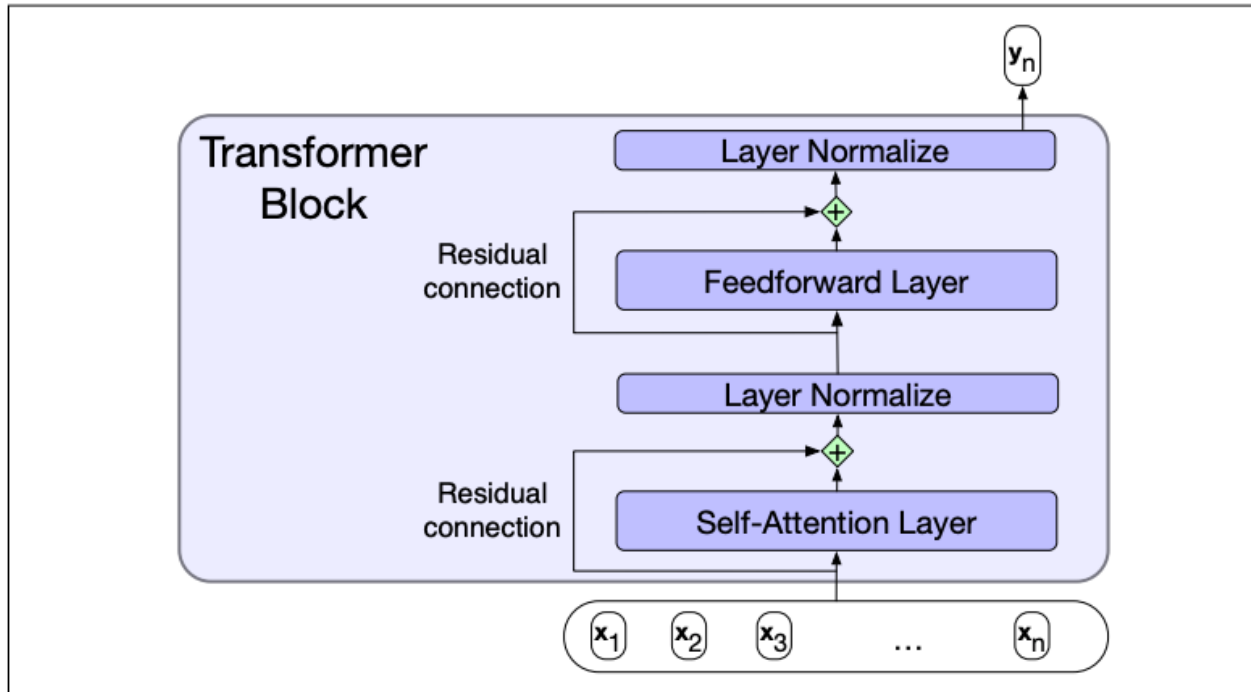 yn
Transformer
Block
Layer Normalize
+
Residual
connection
Feedforward Layer
Layer Normalize
+
Residual
connection
Self-Attention Layer
x1 x2 x3 ... xn